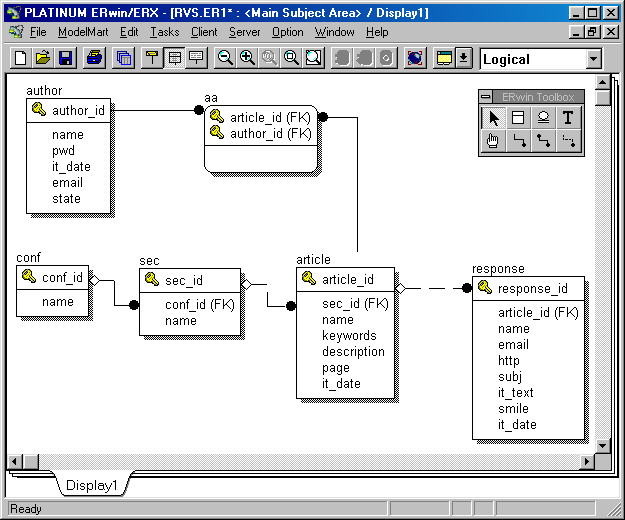 PLATINUM ERwin/ERX - [RVS.ER1* : <Main Subject Area> / Display1]
File ModelMart Edit Tasks Client Server Option Window Help
Logical
ERwin Toolbox
T
author
author_id
name
pwd
it_date
email
state
aa
article_id (FK)
author_id (FK)
conf
conf_id
name
sec
sec_id
conf_id (FK)
name
article
article_id
sec_id (FK)
name
keywords
description
page
it_date
response
response_id
article_id (FK)
name
email
http
subj
it_text
smile
it_date
Display1
Ready